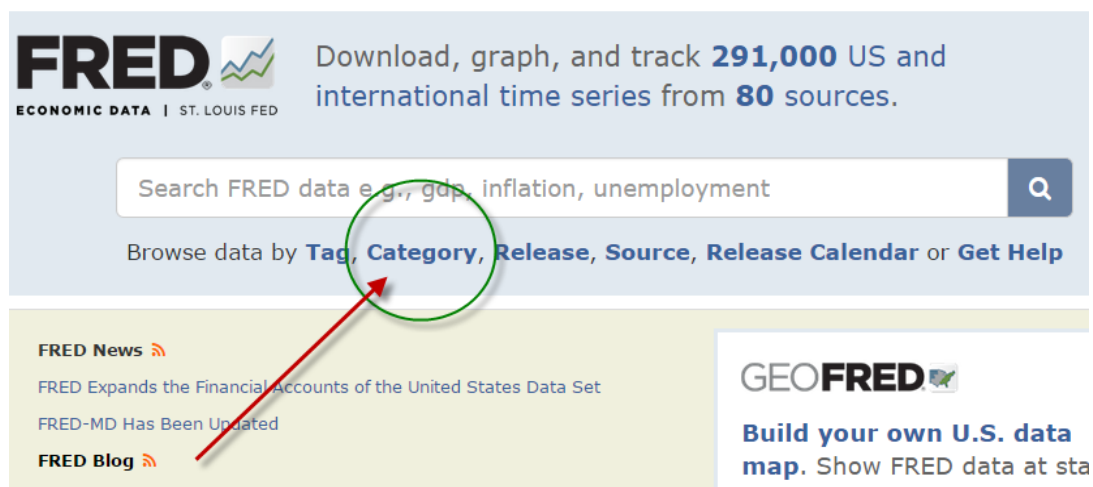 FRED®
ECONOMIC DATA | ST. LOUIS FED
Download, graph, and track 291,000 US and
international time series from 80 sources.
Search FRED data e.g., gdp, inflation, unemployment
Browse data by Tag, Category, Release, Source, Release Calendar or Get Help
FRED News
FRED Expands the Financial Accounts of the United States Data Set
FRED-MD Has Been Updated
FRED Blog
GEOFRED®
Build your own U.S. data
map. Show FRED data at sta